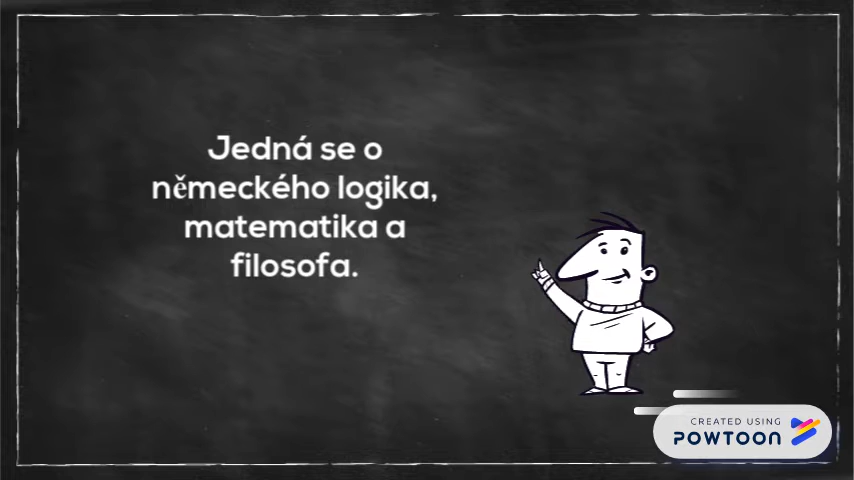 Jedná se o
německého logika,
matematika a
filosofa.
CREATED USING
POWTOON